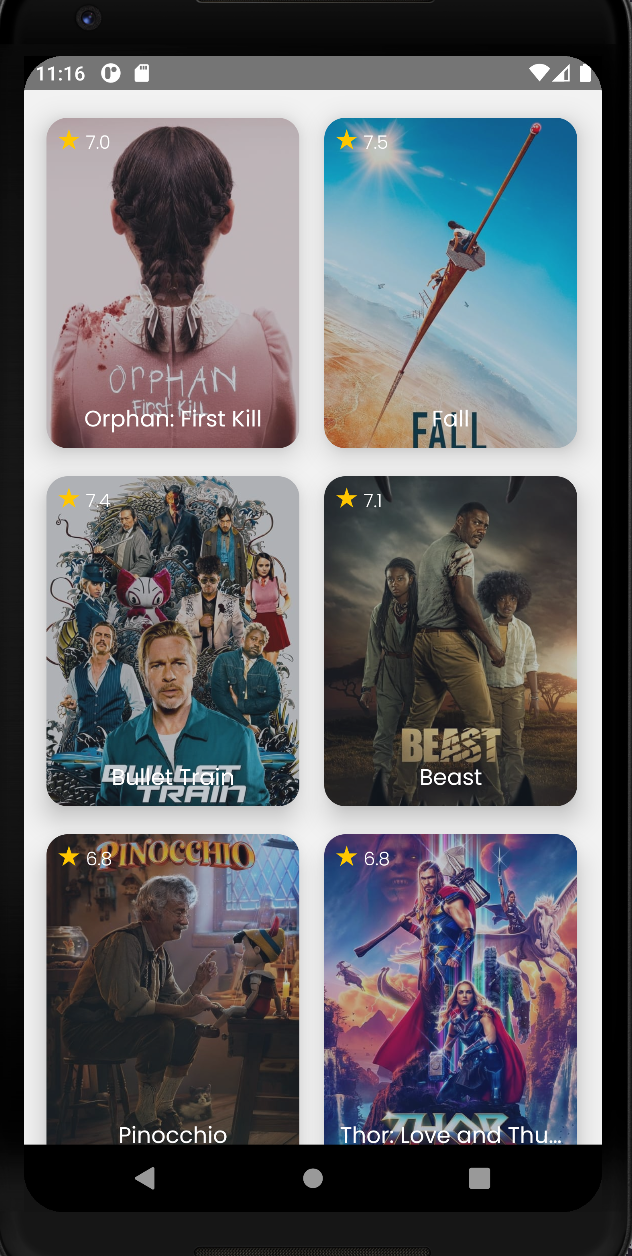 11:16
7.0
ORPHAN
First Kill
Orphan: First Kill
7.5
FALL
Fall
7.4
BULLET
TRAIN
Bullet Train
7.1
BEAST
Beast
6.8
PINOCCHIO
Pinocchio
6.8
THOR
Thor: Love and Thu...